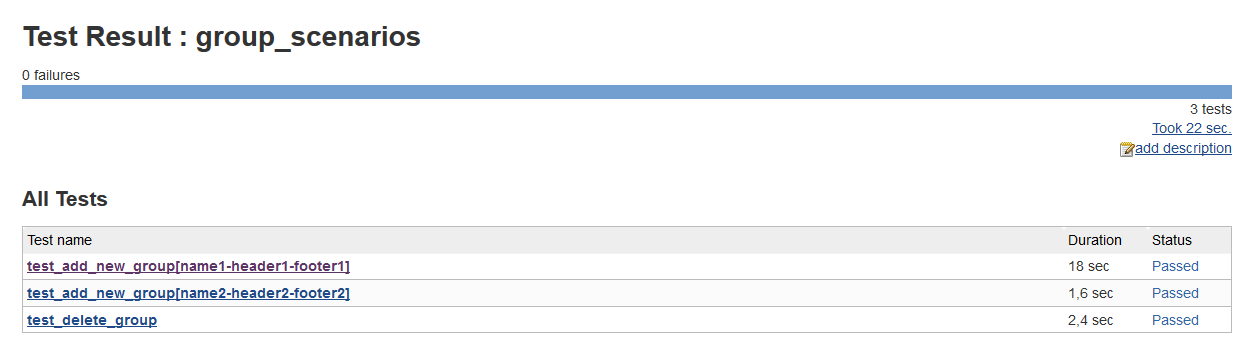 Test Result : group_scenarios
0 failures
3 tests
Took 22 sec.
add description
All Tests
Test name Duration Status
test_add_new_group[name1-header1-footer1] 18 sec Passed
test_add_new_group[name2-header2-footer2] 1,6 sec Passed
test_delete_group 2,4 sec Passed